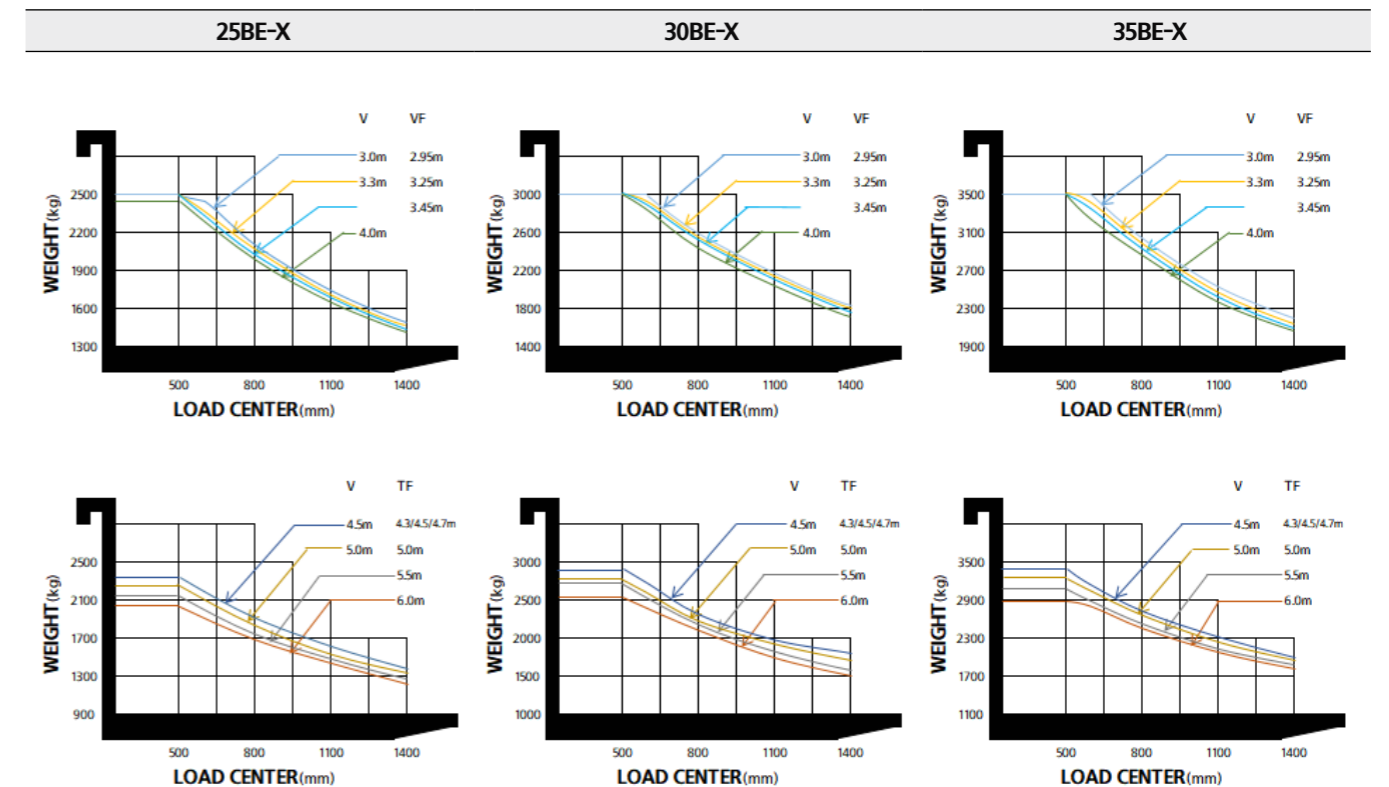 25BE-X 30BE-X 35BE-X
V VF
3.0m 2.95m
3.3m 3.25m
3.45m
4.0m
WEIGHT(kg)
2500
2200
1900
1600
1300
500 800 1100 1400
LOAD CENTER(mm)
V VF
3.0m 2.95m
3.3m 3.25m
3.45m
4.0m
WEIGHT(kg)
3000
2600
2200
1800
1400
500 800 1100 1400
LOAD CENTER(mm)
V VF
3.0m 2.95m
3.3m 3.25m
3.45m
4.0m
WEIGHT(kg)
3500
3100
2700
2300
1900
500 800 1100 1400
LOAD CENTER(mm)
V TF
4.5m 4.3/4.5/4.7m
5.0m 5.0m
5.5m
6.0m
WEIGHT(kg)
2500
2100
1700
1300
900
500 800 1100 1400
LOAD CENTER(mm)
V TF
4.5m 4.3/4.5/4.7m
5.0m 5.0m
5.5m
6.0m
WEIGHT(kg)
3000
2500
2000
1500
1000
500 800 1100 1400
LOAD CENTER(mm)
V TF
4.5m 4.3/4.5/4.7m
5.0m 5.0m
5.5m
6.0m
WEIGHT(kg)
3500
2900
2300
1700
1100
500 800 1100 1400
LOAD CENTER(mm)